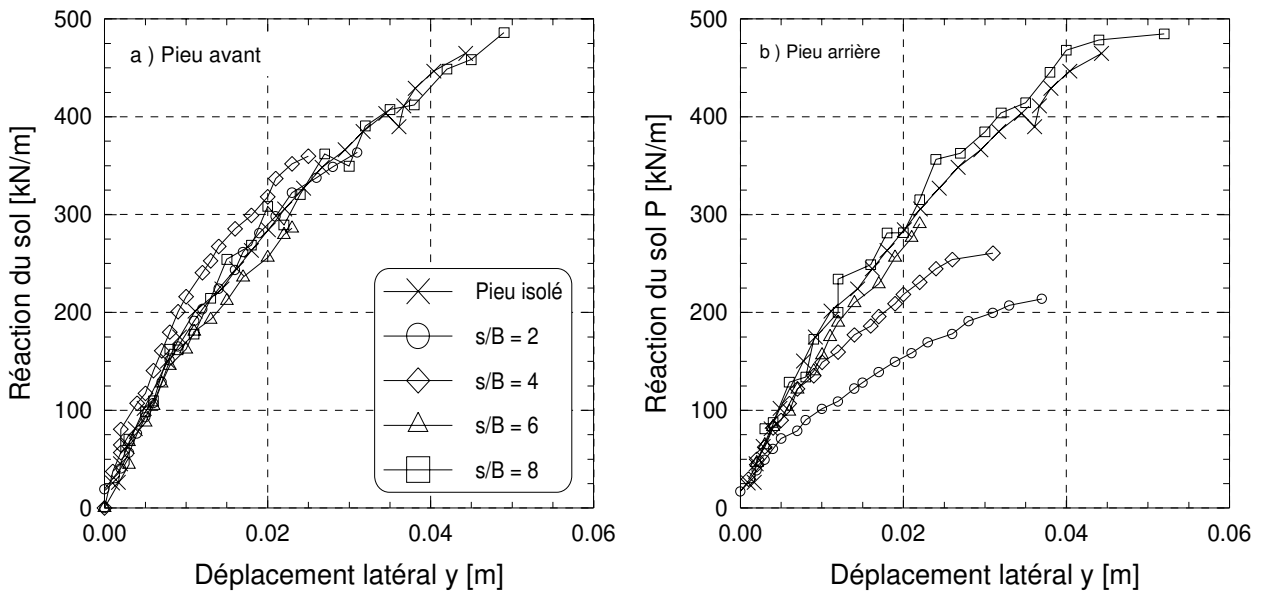 a ) Pieu avant
Réaction du sol [kN/m]
500
400
300
200
100
0
0.00
0.02
0.04
0.06
Déplacement latéral y [m]
Pieu isolé
s/B = 2
s/B = 4
s/B = 6
s/B = 8
b ) Pieu arrière
Réaction du sol P [kN/m]
500
400
300
200
100
0
0.00
0.02
0.04
0.06
Déplacement latéral y [m]